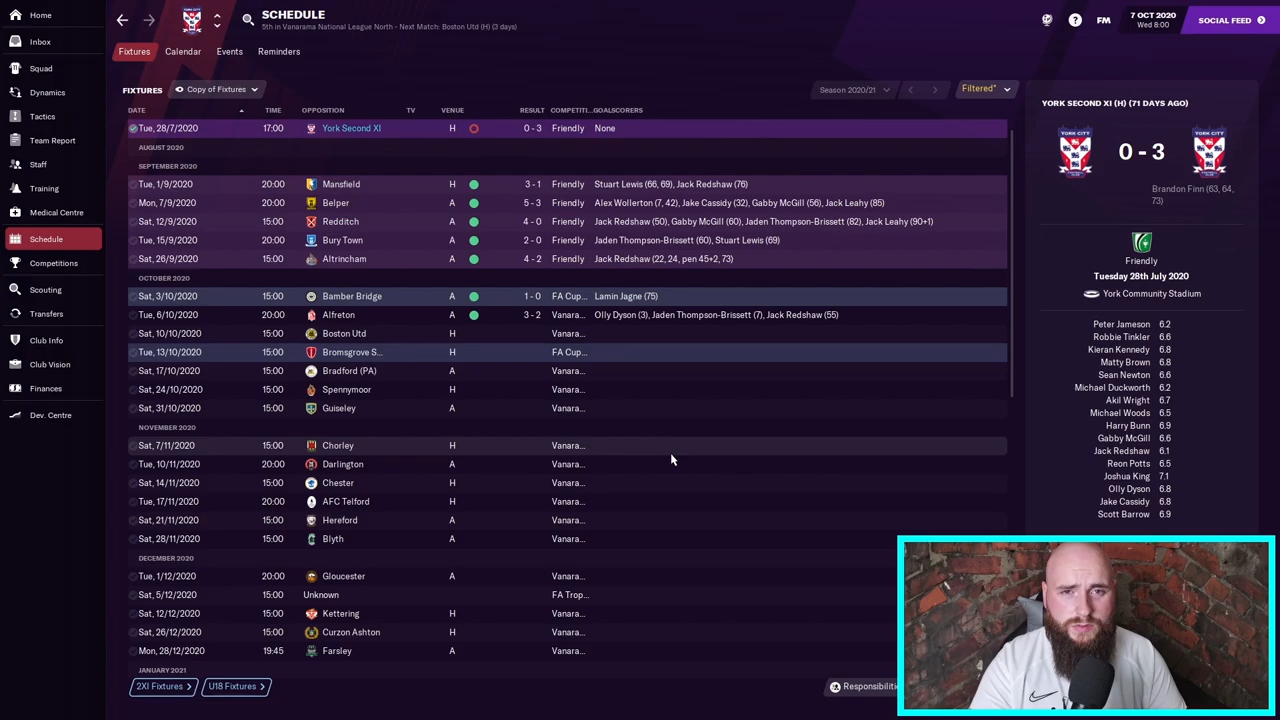 Home
SCHEDULE
5th in Vanarama National League North - Next Match: Boston Utd (H) (3 days)
FM
7 OCT 2020
Wed 8:00
SOCIAL FEED
Inbox
Squad
Dynamics
Tactics
Team Report
Staff
Training
Medical Centre
Schedule
Competitions
Scouting
Transfers
Club Info
Club Vision
Finances
Dev. Centre
Fixtures Calendar Events Reminders
FIXTURES Copy of Fixtures Season 2020/21 Filtered*
DATE TIME OPPOSITION TV VENUE RESULT COMPETITI... GOALSCORERS
Tue, 28/7/2020 17:00 York Second XI H 0 - 3 Friendly None
AUGUST 2020
SEPTEMBER 2020
Tue, 1/9/2020 20:00 Mansfield H 3 - 1 Friendly Stuart Lewis (66, 69), Jack Redshaw (76)
Mon, 7/9/2020 20:00 Belper A 5 - 3 Friendly Alex Wollerton (7, 42), Jake Cassidy (32), Gabby McGill (56), Jack Leahy (85)
Sat, 12/9/2020 15:00 Redditch A 4 - 0 Friendly Jack Redshaw (50), Gabby McGill (60), Jaden Thompson-Brissett (82), Jack Leahy (90+1)
Tue, 15/9/2020 20:00 Bury Town A 2 - 0 Friendly Jaden Thompson-Brissett (60), Stuart Lewis (69)
Sat, 26/9/2020 15:00 Altrincham A 4 - 2 Friendly Jack Redshaw (22, 24, pen 45+2, 73)
OCTOBER 2020
Sat, 3/10/2020 15:00 Bamber Bridge A 1 - 0 FA Cup... Lamin Jagne (75)
Tue, 6/10/2020 20:00 Alfreton A 3 - 2 Vanara... Olly Dyson (3), Jaden Thompson-Brissett (7), Jack Redshaw (55)
Sat, 10/10/2020 15:00 Boston Utd H Vanara...
Tue, 13/10/2020 15:00 Bromsgrove S... H FA Cup...
Sat, 17/10/2020 15:00 Bradford (PA) A Vanara...
Sat, 24/10/2020 15:00 Spennymoor H Vanara...
Sat, 31/10/2020 15:00 Guiseley A Vanara...
NOVEMBER 2020
Sat, 7/11/2020 15:00 Chorley H Vanara...
Tue, 10/11/2020 20:00 Darlington A Vanara...
Sat, 14/11/2020 15:00 Chester H Vanara...
Tue, 17/11/2020 20:00 AFC Telford H Vanara...
Sat, 21/11/2020 15:00 Hereford A Vanara...
Sat, 28/11/2020 15:00 Blyth A Vanara...
DECEMBER 2020
Tue, 1/12/2020 20:00 Gloucester A Vanara...
Sat, 5/12/2020 15:00 Unknown FA Trop...
Sat, 12/12/2020 15:00 Kettering H Vanara...
Sat, 26/12/2020 15:00 Curzon Ashton H Vanara...
Mon, 28/12/2020 19:45 Farsley A Vanara...
JANUARY 2021
2XI Fixtures U18 Fixtures Responsibiliti
YORK SECOND XI (H) (71 DAYS AGO)
0 - 3
Brandon Finn (63, 64,
73)
Friendly
Tuesday 28th July 2020
York Community Stadium
Peter Jameson 6.2
Robbie Tinkler 6.6
Kieran Kennedy 6.8
Matty Brown 6.8
Sean Newton 6.6
Michael Duckworth 6.2
Akil Wright 6.7
Michael Woods 6.5
Harry Bunn 6.9
Gabby McGill 6.6
Jack Redshaw 6.1
Reon Potts 6.5
Joshua King 7.1
Olly Dyson 6.8
Jake Cassidy 6.8
Scott Barrow 6.9